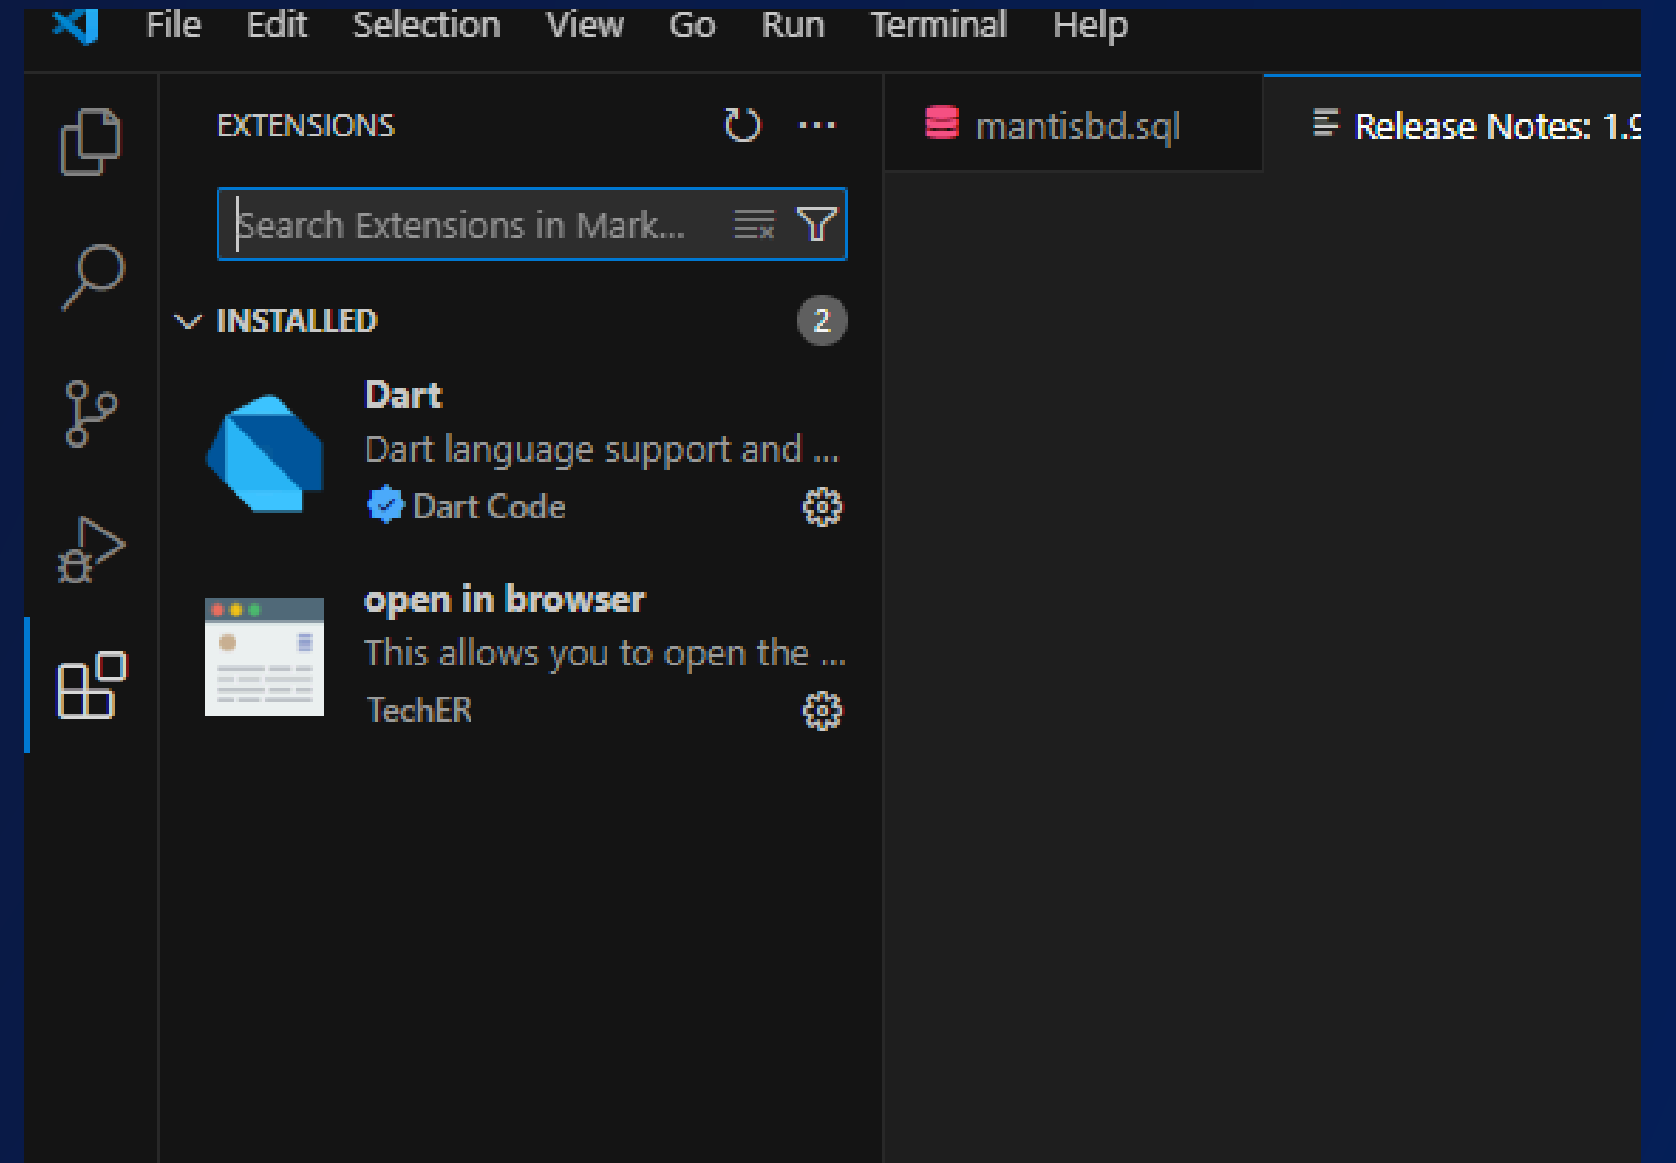 File Edit Selection View Go Run Terminal Help
EXTENSIONS
Search Extensions in Mark...
INSTALLED 2
Dart
Dart language support and ...
Dart Code
open in browser
This allows you to open the ...
TechER
mantisbd.sql
Release Notes: 1.9